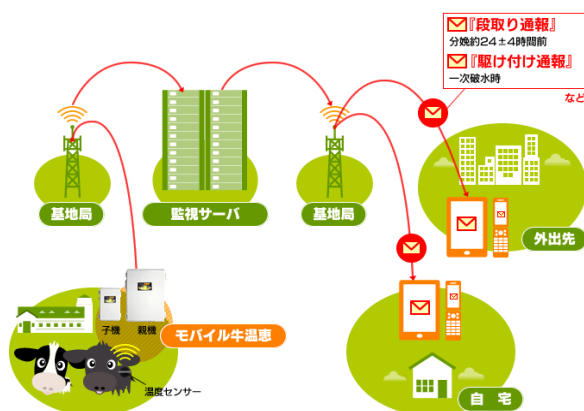 『段取り通報』
分娩約24±4時間前
『駆け付け通報』
一次破水時
など
基地局
監視サーバ
基地局
外出先
子機
親機
モバイル牛温恵
温度センサー
自 宅